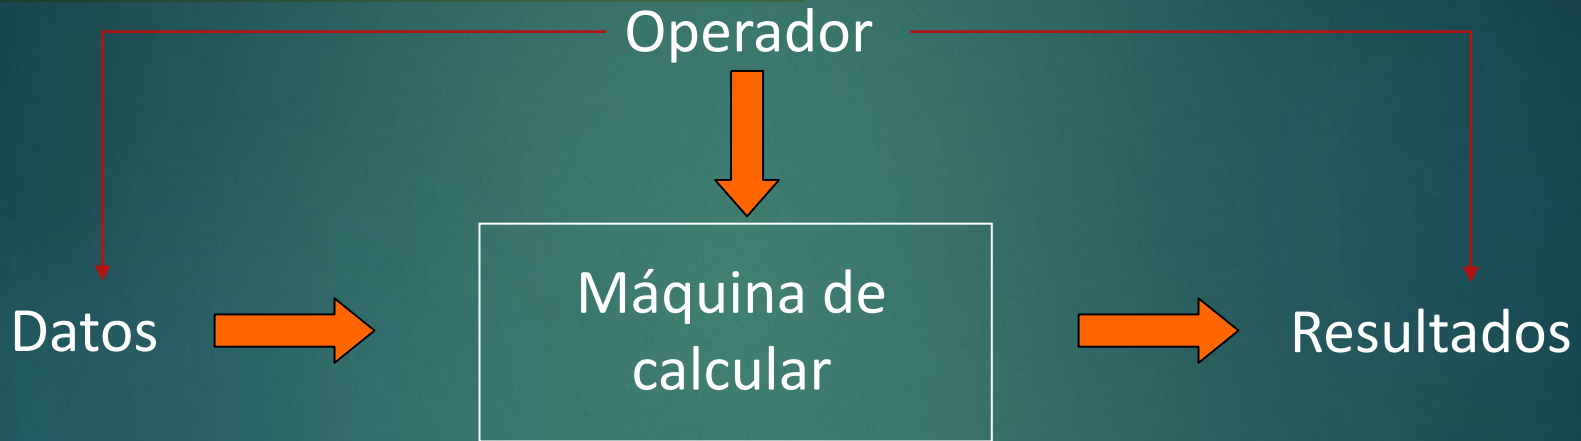 Operador
Máquina de
calcular
Datos
Resultados